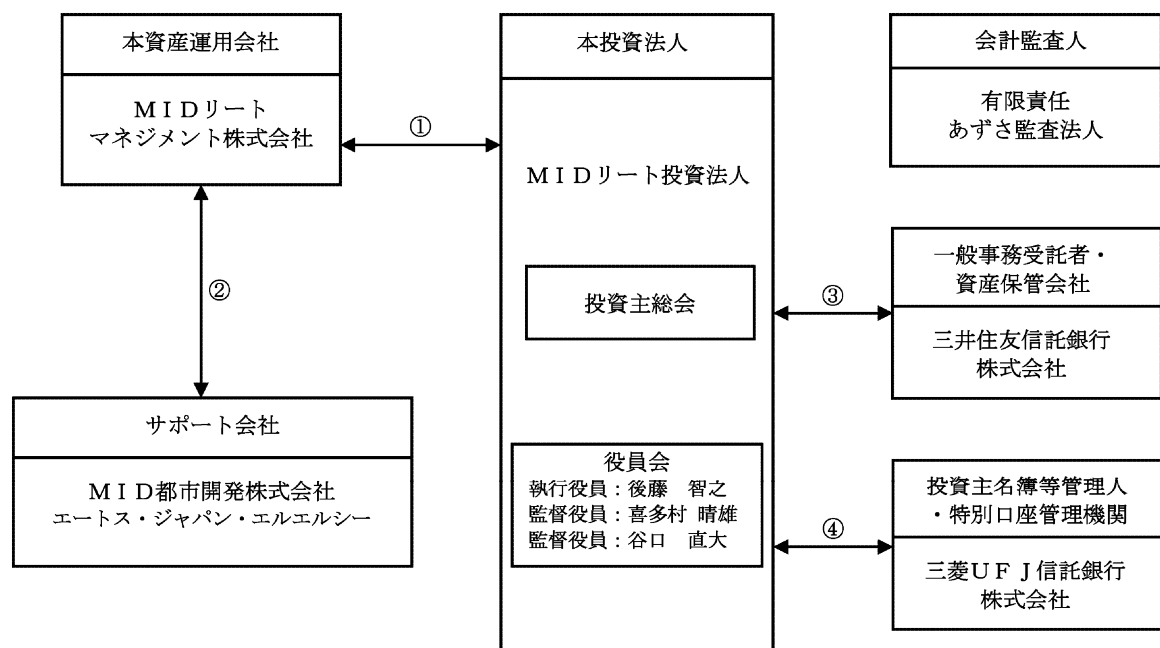 本資産運用会社
ＭＩＤリート
マネジメント株式会社
①
②
サポート会社
ＭＩＤ都市開発株式会社
エートス・ジャパン・エルエルシー
本投資法人
ＭＩＤリート投資法人
投資主総会
役員会
執行役員：後藤　智之
監督役員：喜多村 晴雄
監督役員：谷口　直大
会計監査人
有限責任
あずさ監査法人
③
一般事務受託者・
資産保管会社
三井住友信託銀行
株式会社
④
投資主名簿等管理人
・特別口座管理機関
三菱ＵＦＪ信託銀行
株式会社